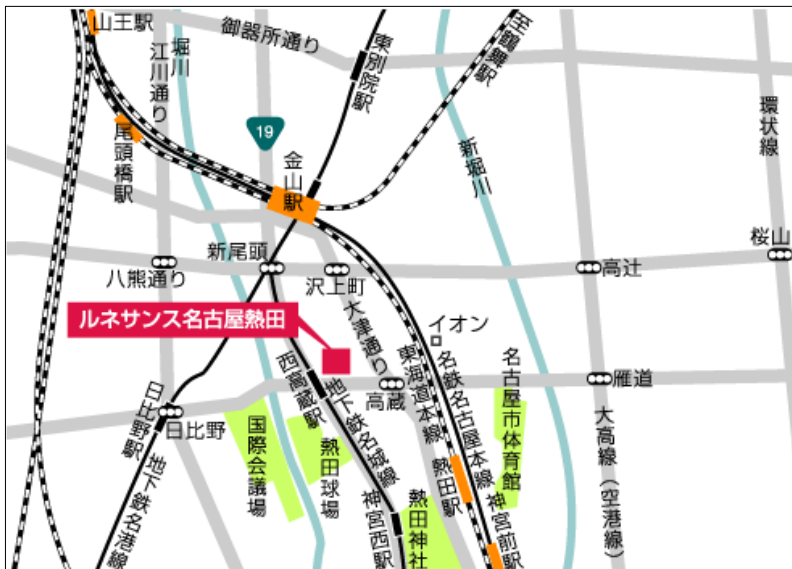 山王駅
御器所通り
至鶴舞駅
東別院駅
堀川
江川通り
環状線
19
尾頭橋駅
金山駅
新堀川
桜山
新尾頭
八熊通り
沢上町
高辻
ルネサンス名古屋熱田
大津通り
イオン
東海道本線
名鉄名古屋本線
名古屋市体育館
西高蔵駅
地下鉄名城線
高蔵
雁道
日比野駅
日比野
国際会議場
熱田球場
大高線（空港線）
地下鉄名港線
熱田駅
神宮西駅
熱田神社
神宮前駅